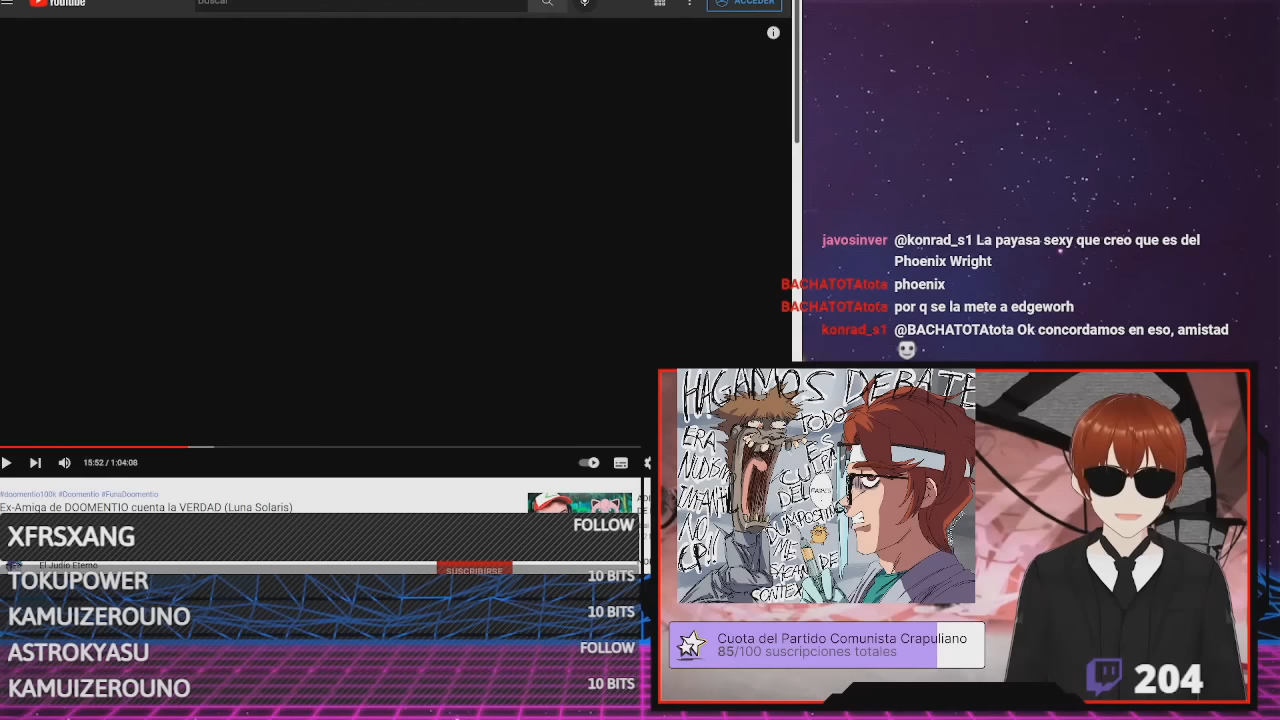 YouTube
Buscar
ACCEDER
15:52 / 1:04:08
#doomentio100k #Doomentio #FunaDoomentio
Ex-Amiga de DOOMENTIO cuenta la VERDAD (Luna Solaris)
El Judio Eterno
SUSCRIBIRSE
XFRSXANG FOLLOW
TOKUPOWER 10 BITS
KAMUIZEROUNO 10 BITS
ASTROKYASU FOLLOW
KAMUIZEROUNO 10 BITS
javosinver @konrad_s1 La payasa sexy que creo que es del
Phoenix Wright
BACHATOTAtota phoenix
BACHATOTAtota por q se la mete a edgeworh
konrad_s1 @BACHATOTAtota Ok concordamos en eso, amistad
HAGAMOS DEBATE
ERA
TODO
ES
CULPA
DEL
NO
Cuota del Partido Comunista Crapuliano
85/100 suscripciones totales
204